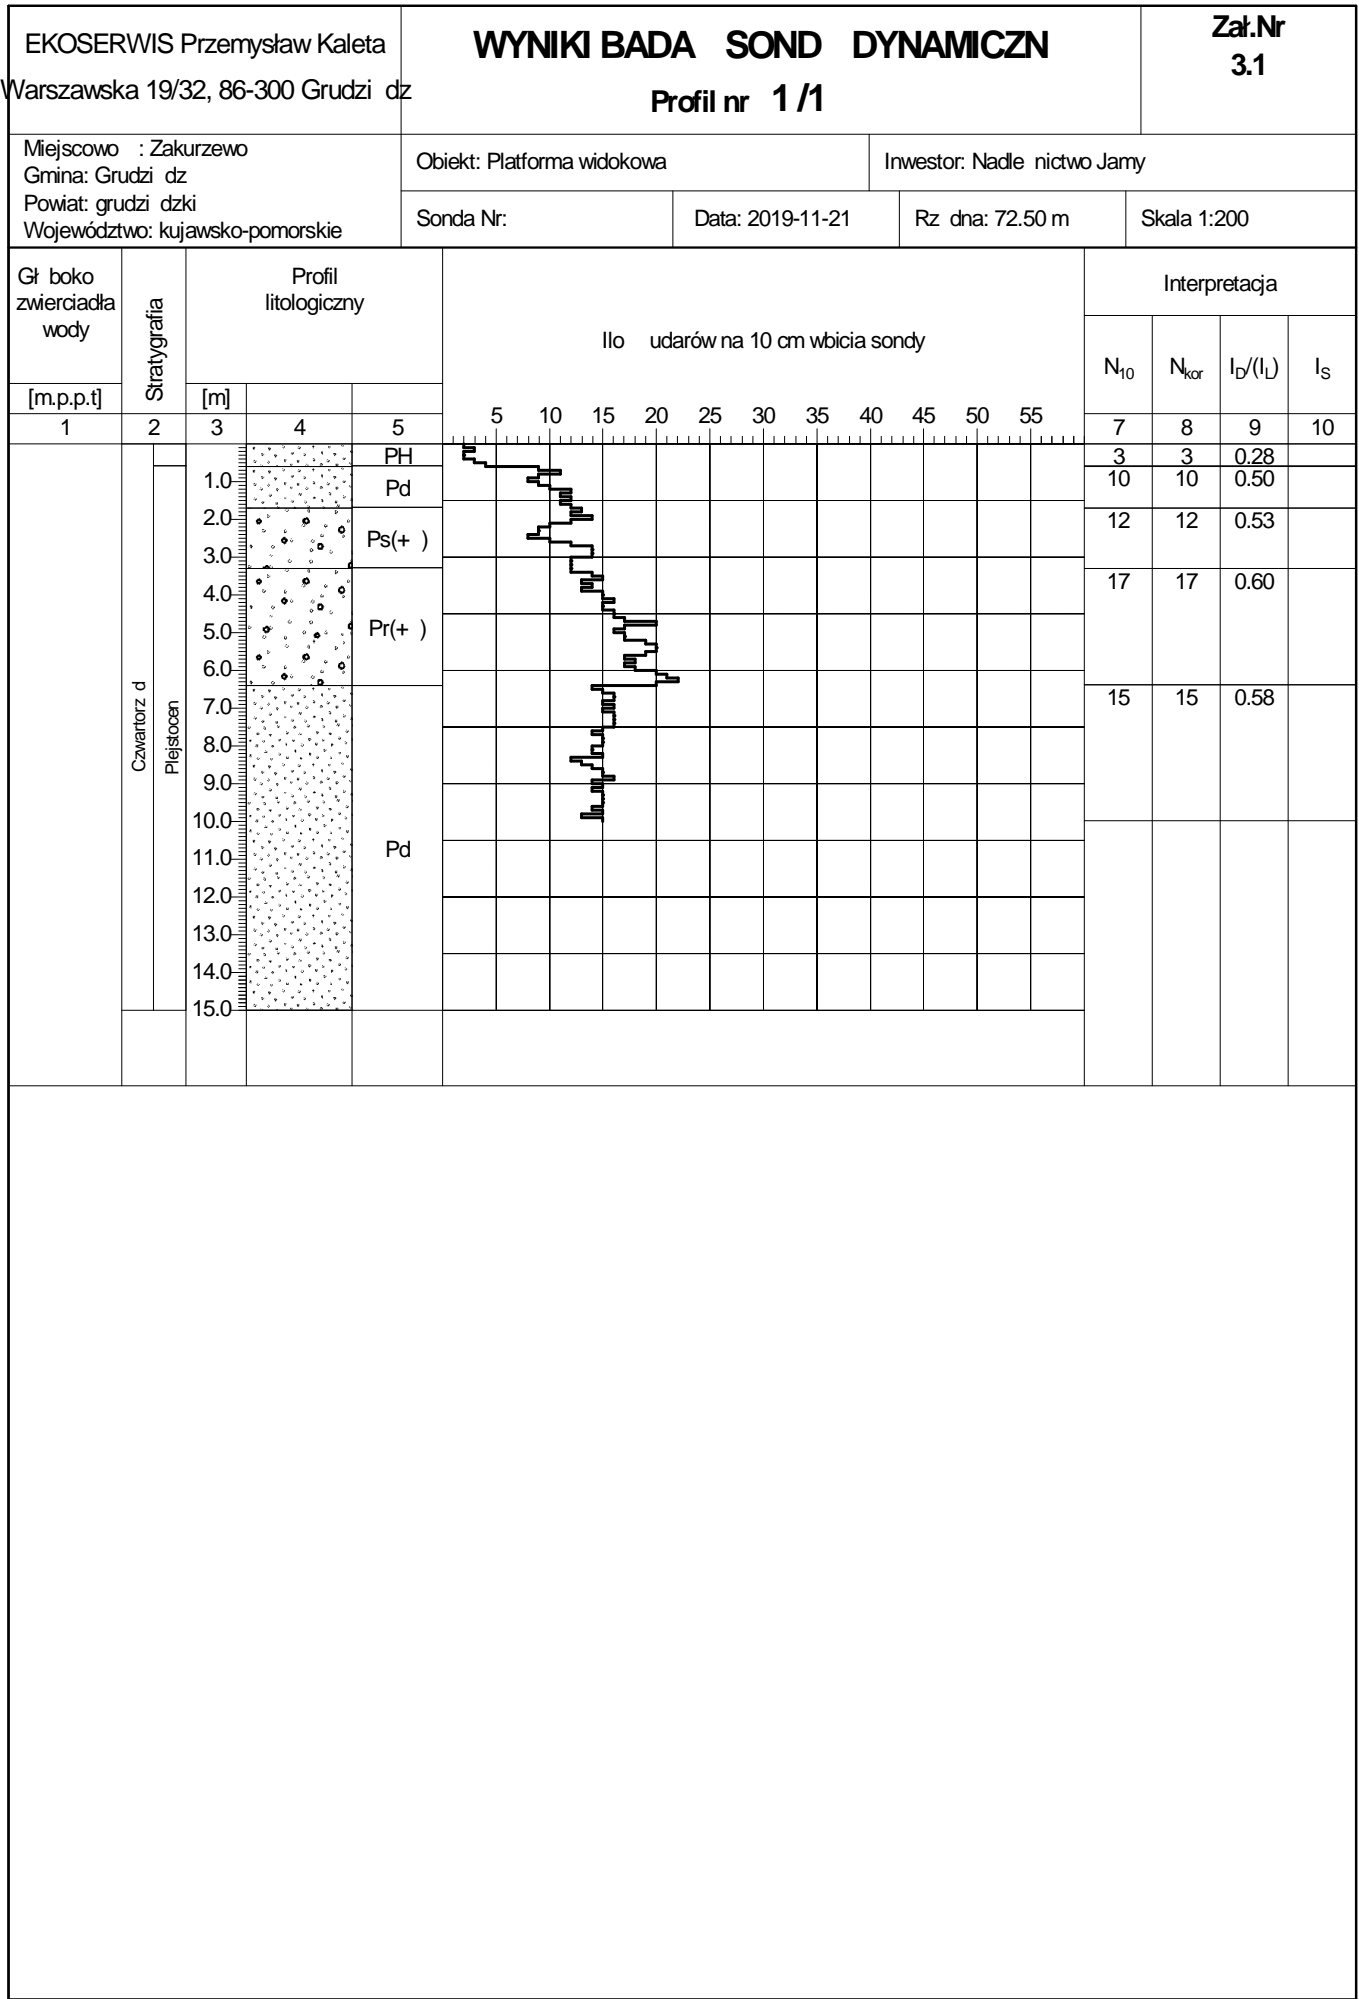 EKOSERWIS Przemysław Kaleta
Warszawska 19/32, 86-300 Grudzi dz
WYNIKI BADA SOND DYNAMICZN
Profil nr 1 /1
Zał.Nr
3.1
Miejscowo : Zakurzewo
Gmina: Grudzi dz
Powiat: grudzi dzki
Województwo: kujawsko-pomorskie
Obiekt: Platforma widokowa
Inwestor: Nadle nictwo Jamy
Sonda Nr:
Data: 2019-11-21
Rz dna: 72.50 m
Skala 1:200
Gł boko
zwierciadła
wody
[m.p.p.t]
Stratygrafia
Profil
litologiczny
[m]
Ilo udarów na 10 cm wbicia sondy
Interpretacja
N10 Nkor ID/(IL) IS
5 10 15 20 25 30 35 40 45 50 55
1 2 3 4 5 7 8 9 10
PH 3 3 0.28
1.0 Pd 10 10 0.50
2.0 Ps(+ ) 12 12 0.53
3.0
4.0 Pr(+ ) 17 17 0.60
5.0
6.0
7.0 15 15 0.58
8.0
9.0
10.0
11.0 Pd
12.0
13.0
14.0
15.0
Czwartorz d
Plejstocen